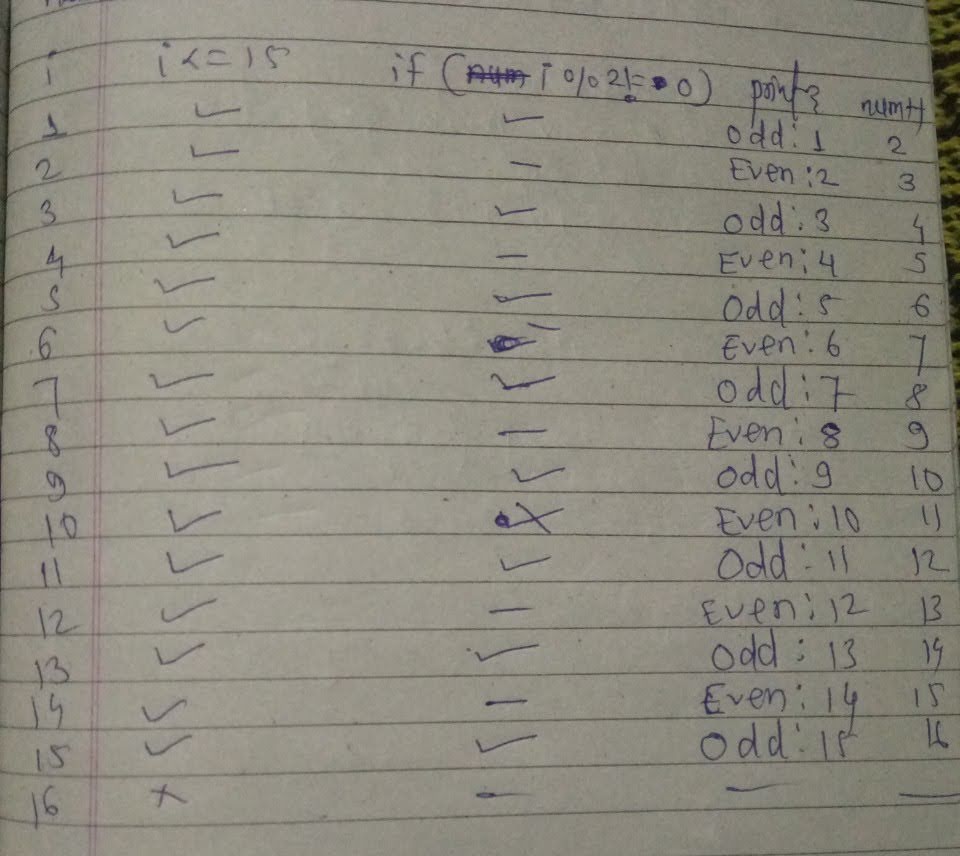 i i<=15 if (i%2!=0) printf num++
1 ✓ ✓ Odd:1 2
2 ✓ — Even:2 3
3 ✓ ✓ Odd:3 4
4 ✓ — Even:4 5
5 ✓ ✓ Odd:5 6
6 ✓ — Even:6 7
7 ✓ ✓ Odd:7 8
8 ✓ — Even:8 9
9 ✓ ✓ Odd:9 10
10 ✓ ✗ Even:10 11
11 ✓ ✓ Odd:11 12
12 ✓ — Even:12 13
13 ✓ ✓ Odd:13 14
14 ✓ — Even:14 15
15 ✓ ✓ Odd:15 16
16 ✗ — — —